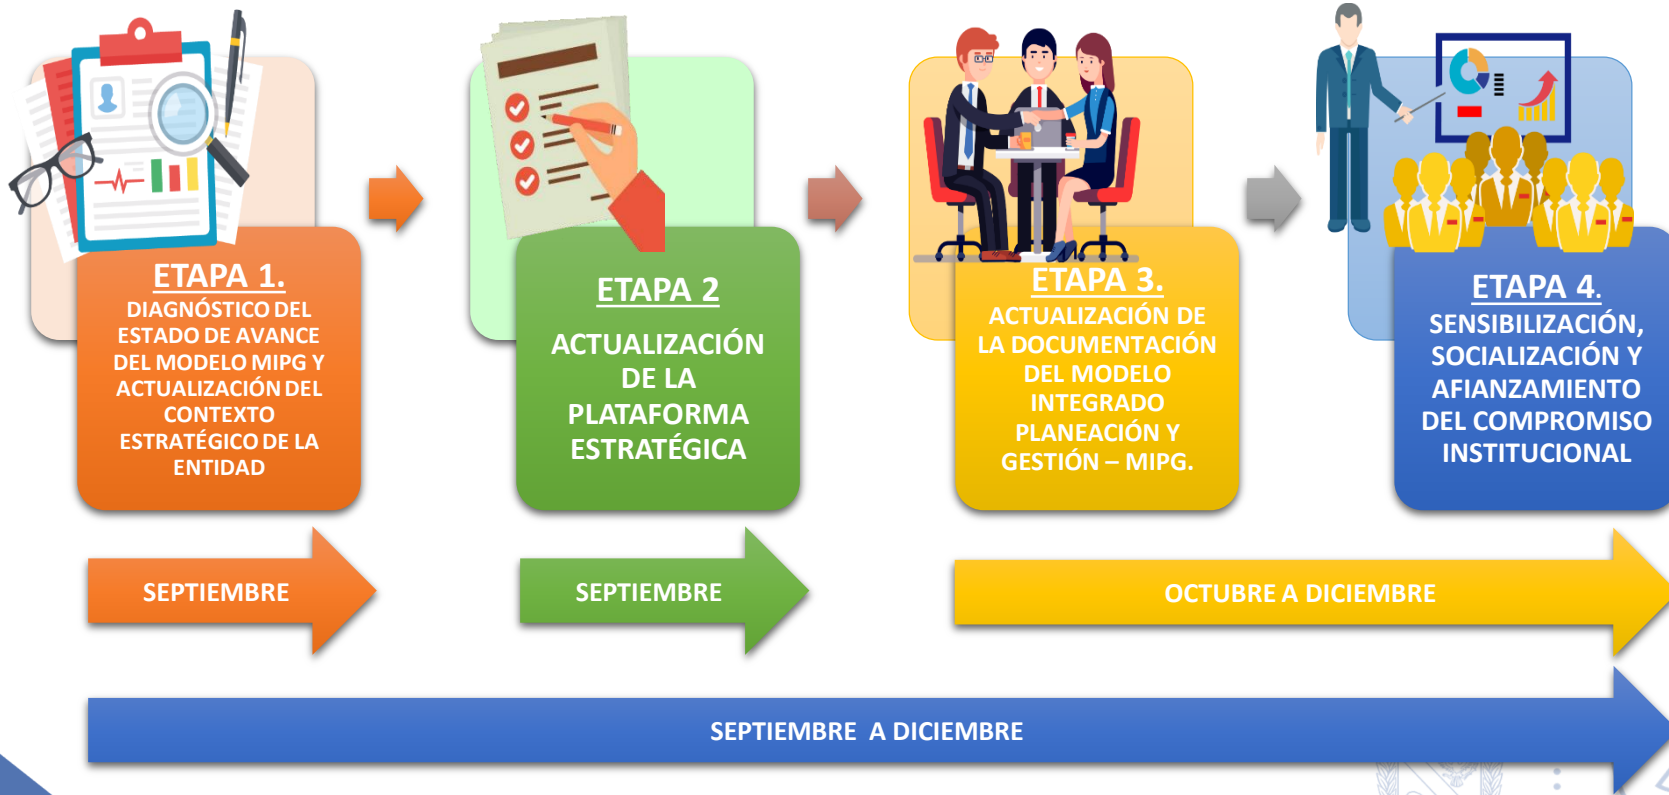 ETAPA 1.
DIAGNÓSTICO DEL
ESTADO DE AVANCE
DEL MODELO MIPG Y
ACTUALIZACIÓN DEL
CONTEXTO
ESTRATÉGICO DE LA
ENTIDAD
ETAPA 2
ACTUALIZACIÓN
DE LA
PLATAFORMA
ESTRATÉGICA
ETAPA 3.
ACTUALIZACIÓN DE
LA DOCUMENTACIÓN
DEL MODELO
INTEGRADO
PLANEACIÓN Y
GESTIÓN – MIPG.
ETAPA 4.
SENSIBILIZACIÓN,
SOCIALIZACIÓN Y
AFIANZAMIENTO
DEL COMPROMISO
INSTITUCIONAL
SEPTIEMBRE
SEPTIEMBRE
OCTUBRE A DICIEMBRE
SEPTIEMBRE A DICIEMBRE